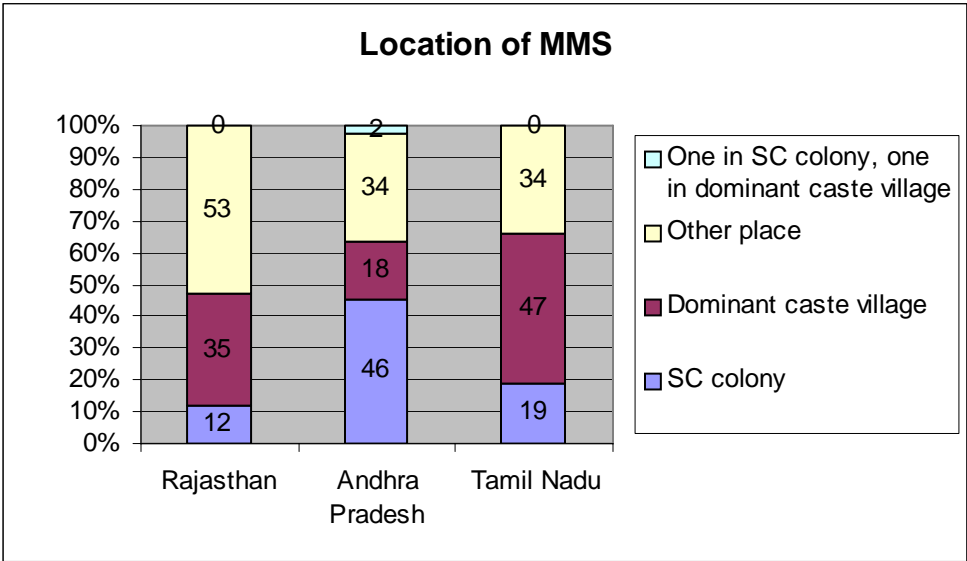 Location of MMS
100%
90%
80%
70%
60%
50%
40%
30%
20%
10%
0%
0
53
35
12
2
34
18
46
0
34
47
19
Rajasthan
Andhra
Pradesh
Tamil Nadu
One in SC colony, one
in dominant caste village
Other place
Dominant caste village
SC colony